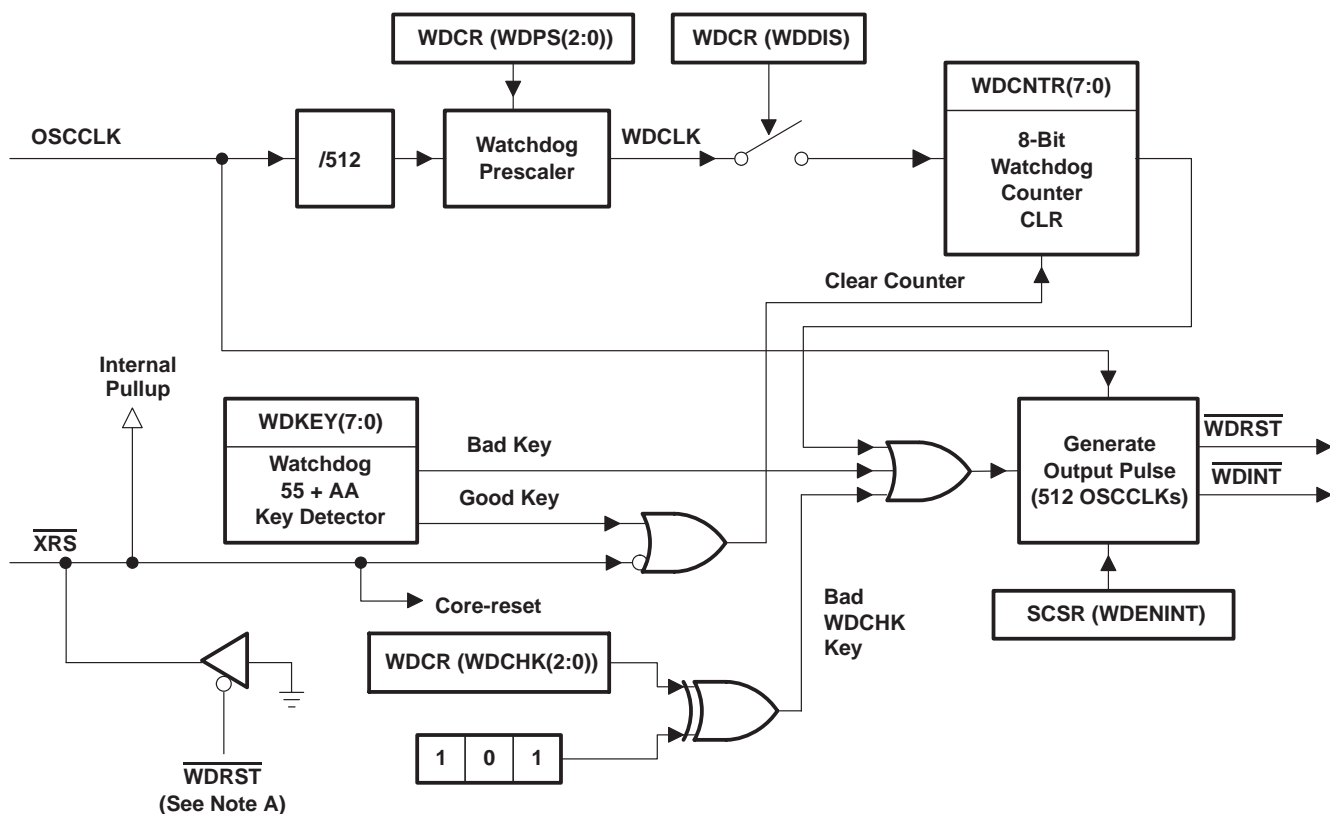 WDCR (WDPS(2:0))
WDCR (WDDIS)
WDCNTR(7:0)
OSCCLK
/512
Watchdog
Prescaler
WDCLK
8-Bit
Watchdog
Counter
CLR
Clear Counter
Internal
Pullup
WDKEY(7:0)
Watchdog
55 + AA
Key Detector
Bad Key
Good Key
Generate
Output Pulse
(512 OSCCLKs)
WDRST
WDINT
XRS
Core-reset
WDCR (WDCHK(2:0))
Bad
WDCHK
Key
SCSR (WDENINT)
1 0 1
WDRST
(See Note A)